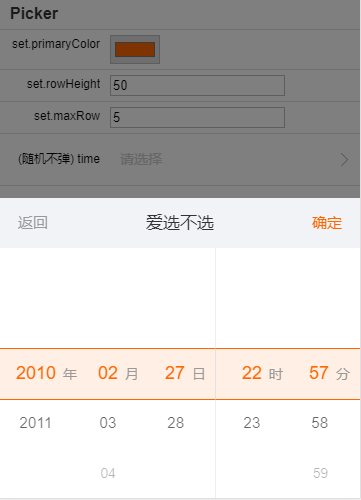 Picker
set.primaryColor
set.rowHeight 50
set.maxRow 5
(随机不弹) time 请选择
返回 爱选不选 确定
2010 年 02 月 27 日 22 时 57 分
2011 03 28 23 58
04 59